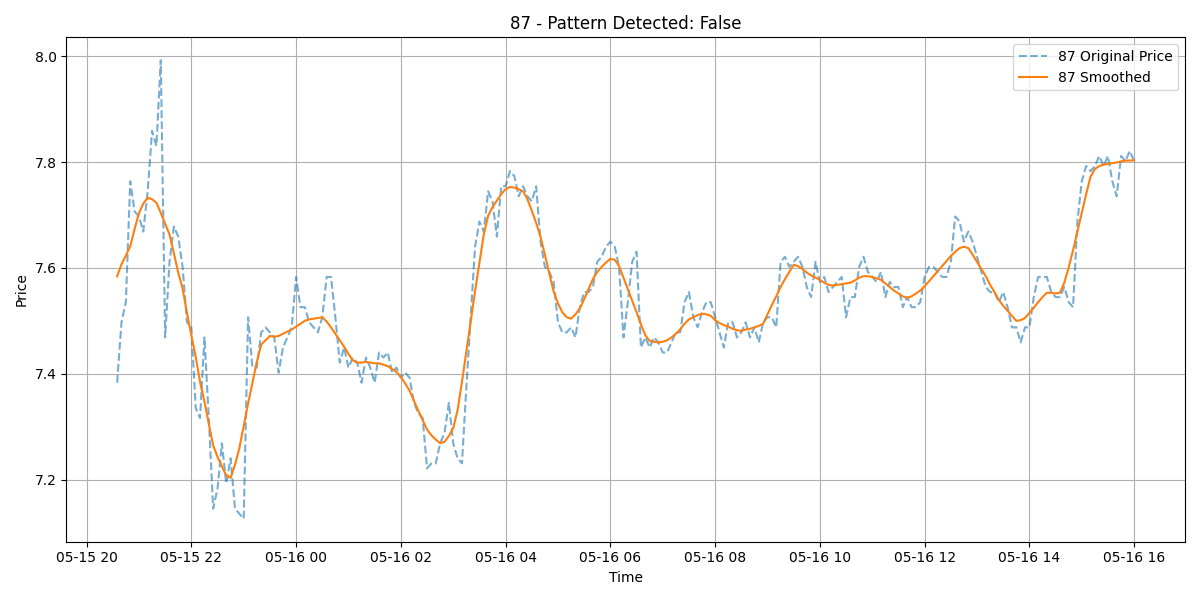 87 - Pattern Detected: False
87 Original Price
87 Smoothed
Price
8.0
7.8
7.6
7.4
7.2
05-15 20 05-15 22 05-16 00 05-16 02 05-16 04 05-16 06 05-16 08 05-16 10 05-16 12 05-16 14 05-16 16
Time